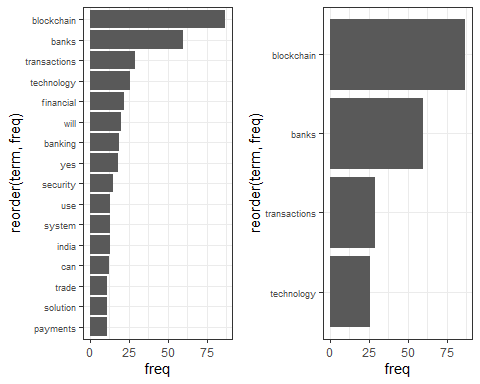 reorder(term, freq)
blockchain
banks
transactions
technology
financial
will
banking
yes
security
use
system
india
can
trade
solution
payments
0 25 50 75
freq
reorder(term, freq)
blockchain
banks
transactions
technology
0 25 50 75
freq